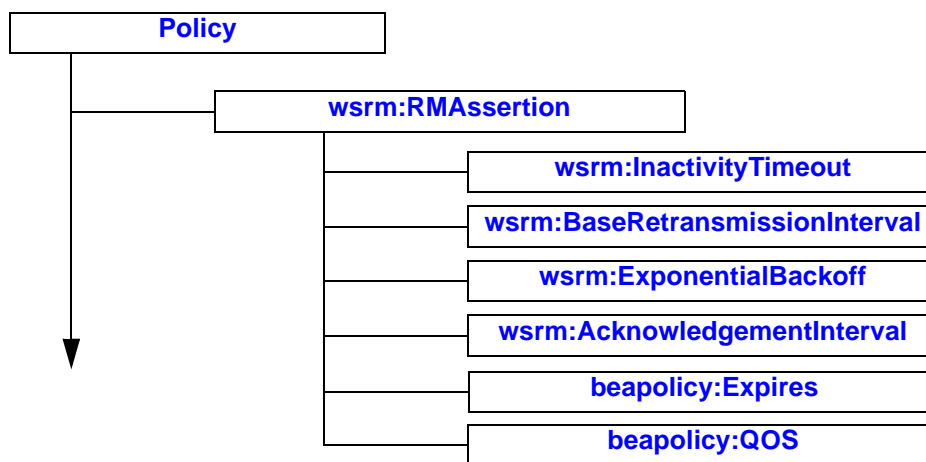 Policy
wsrm:RMAssertion
wsrm:InactivityTimeout
wsrm:BaseRetransmissionInterval
wsrm:ExponentialBackoff
wsrm:AcknowledgementInterval
beapolicy:Expires
beapolicy:QOS